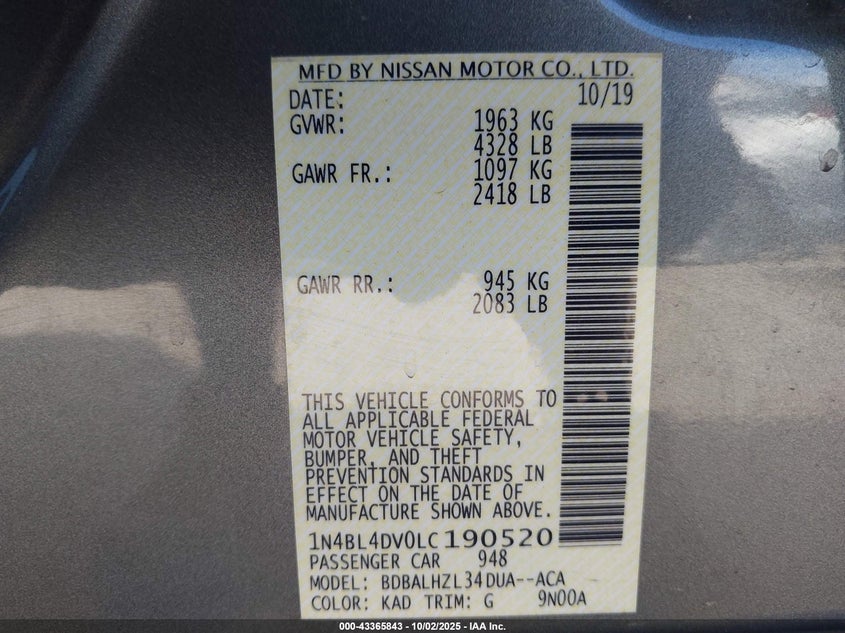 MFD BY NISSAN MOTOR CO., LTD.
DATE: 10/19
GVWR: 1963 KG
4328 LB
GAWR FR.: 1097 KG
2418 LB
GAWR RR.: 945 KG
2083 LB
THIS VEHICLE CONFORMS TO
ALL APPLICABLE FEDERAL
MOTOR VEHICLE SAFETY,
BUMPER, AND THEFT
PREVENTION STANDARDS IN
EFFECT ON THE DATE OF
MANUFACTURE SHOWN ABOVE.
1N4BL4DV0LC190520
PASSENGER CAR 948
MODEL: BDBALHZL34DUA--ACA
COLOR: KAD TRIM: G 9N00A
000-43365843 - 10/02/2025 - IAA Inc.